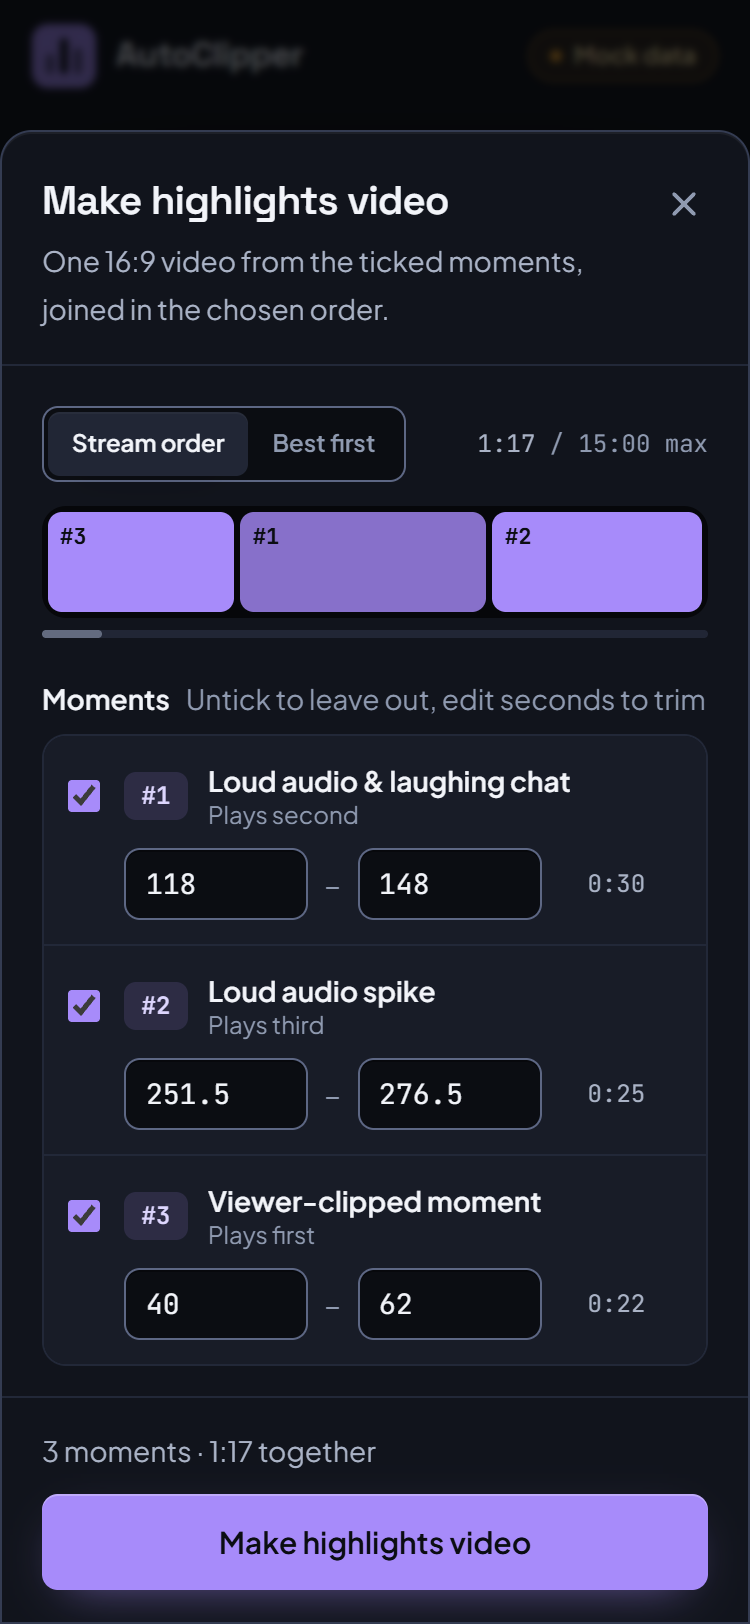 AutoClipper
Mock data
Make highlights video
One 16:9 video from the ticked moments,
joined in the chosen order.
Stream order
Best first
1:17 / 15:00 max
#3
#1
#2
Moments Untick to leave out, edit seconds to trim
#1
Loud audio & laughing chat
Plays second
118 – 148 0:30
#2
Loud audio spike
Plays third
251.5 – 276.5 0:25
#3
Viewer-clipped moment
Plays first
40 – 62 0:22
3 moments · 1:17 together
Make highlights video